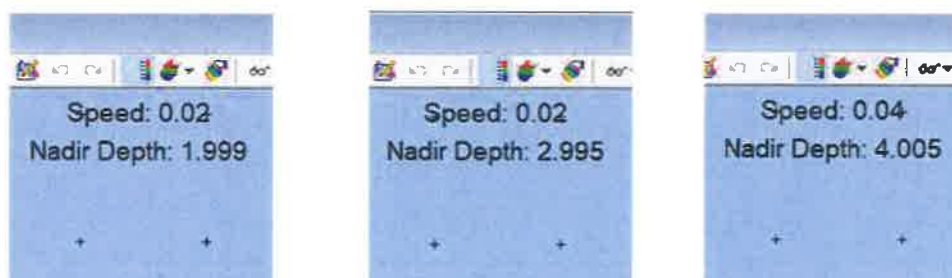 Speed: 0.02
Nadir Depth: 1.999
Speed: 0.02
Nadir Depth: 2.995
Speed: 0.04
Nadir Depth: 4.005